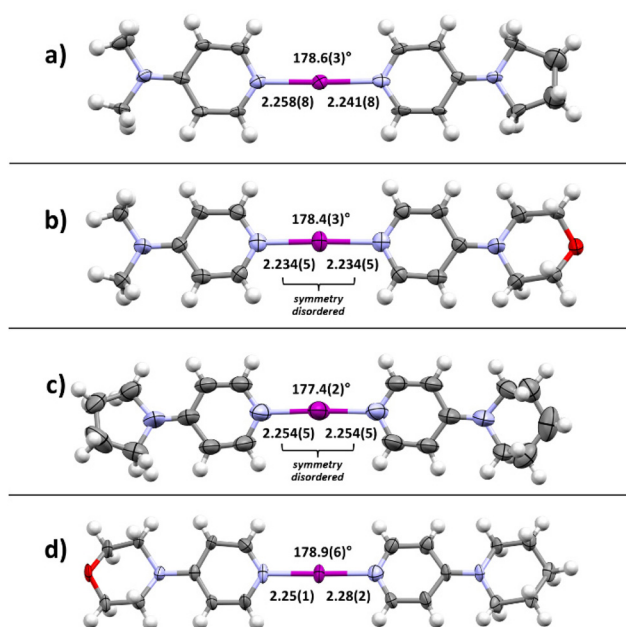 a)
178.6(3)°
2.258(8) 2.241(8)
b)
178.4(3)°
2.234(5) 2.234(5)
symmetry
disordered
c)
177.4(2)°
2.254(5) 2.254(5)
symmetry
disordered
d)
178.9(6)°
2.25(1) 2.28(2)